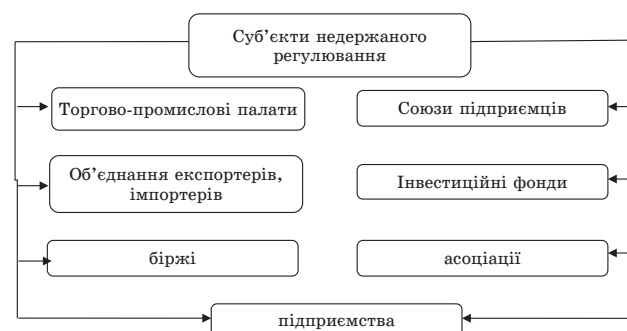 Суб’єкти недержаного
регулювання
Торгово-промислові палати
Союзи підприємців
Об’єднання експортерів,
імпортерів
Інвестиційні фонди
біржі
асоціації
підприємства